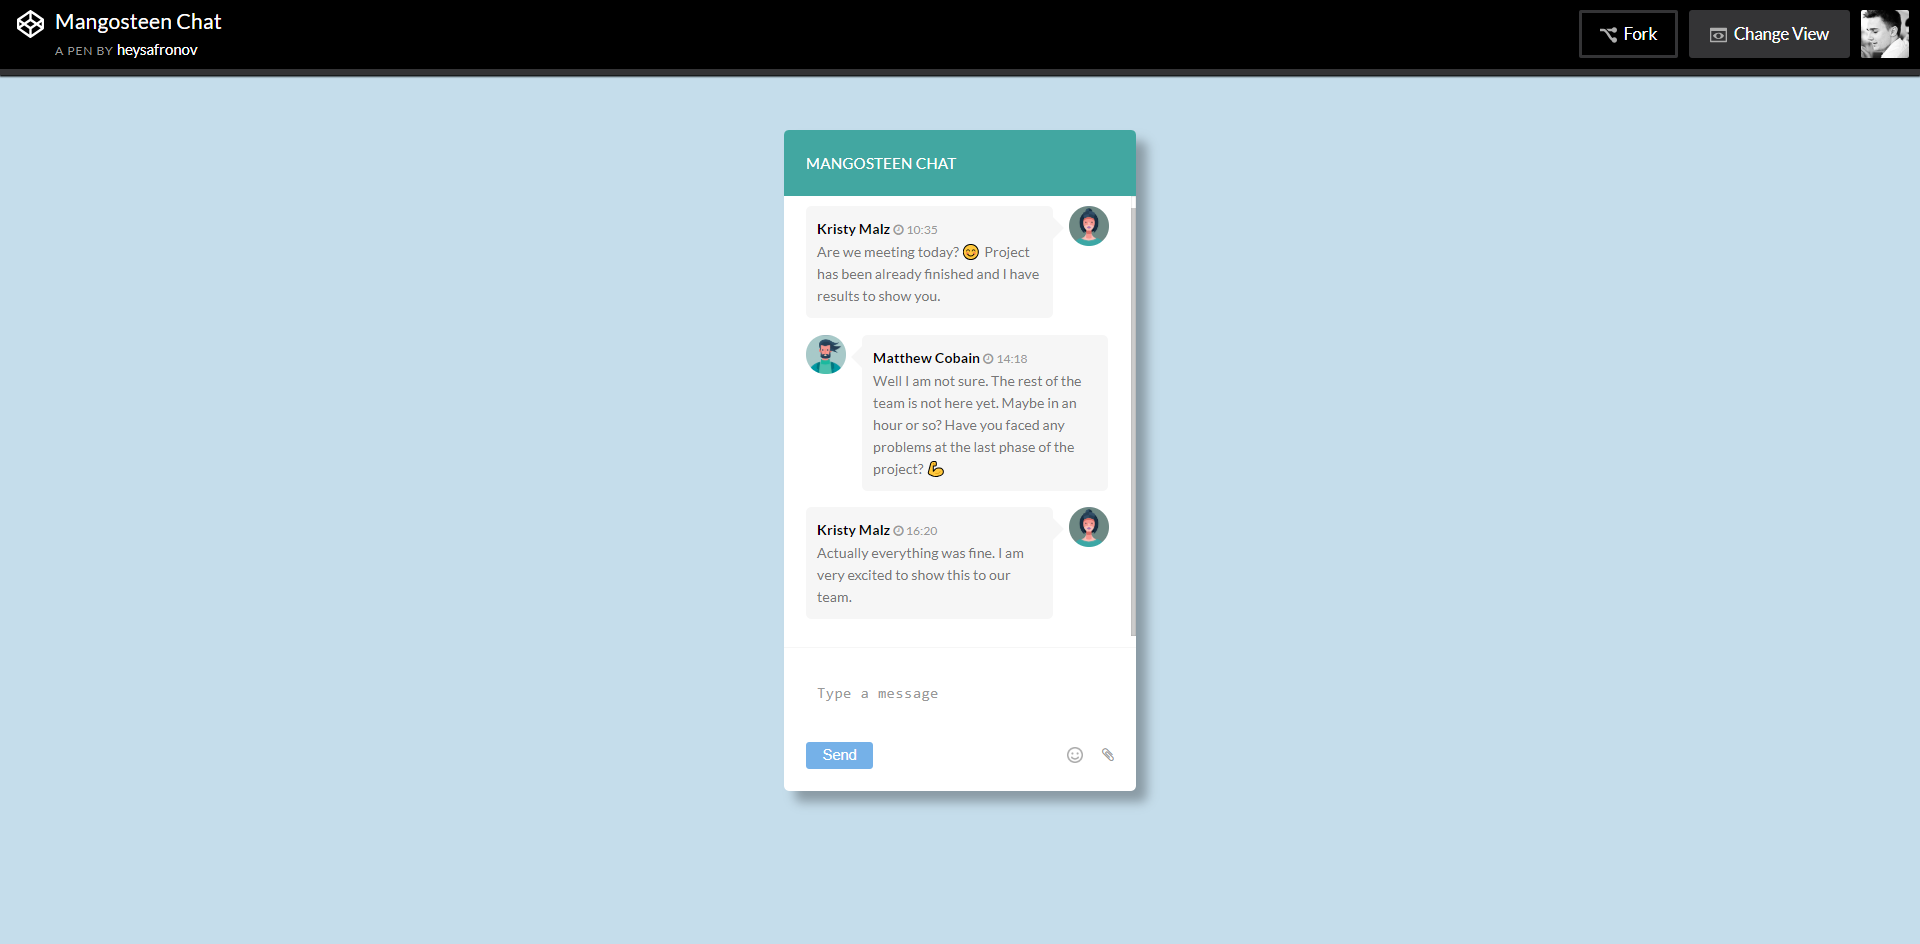 Mangosteen Chat
A PEN BY heysafronov
Fork
Change View
MANGOSTEEN CHAT
Kristy Malz 10:35
Are we meeting today? 😊 Project
has been already finished and I have
results to show you.
Matthew Cobain 14:18
Well I am not sure. The rest of the
team is not here yet. Maybe in an
hour or so? Have you faced any
problems at the last phase of the
project? 💪
Kristy Malz 16:20
Actually everything was fine. I am
very excited to show this to our
team.
Type a message
Send